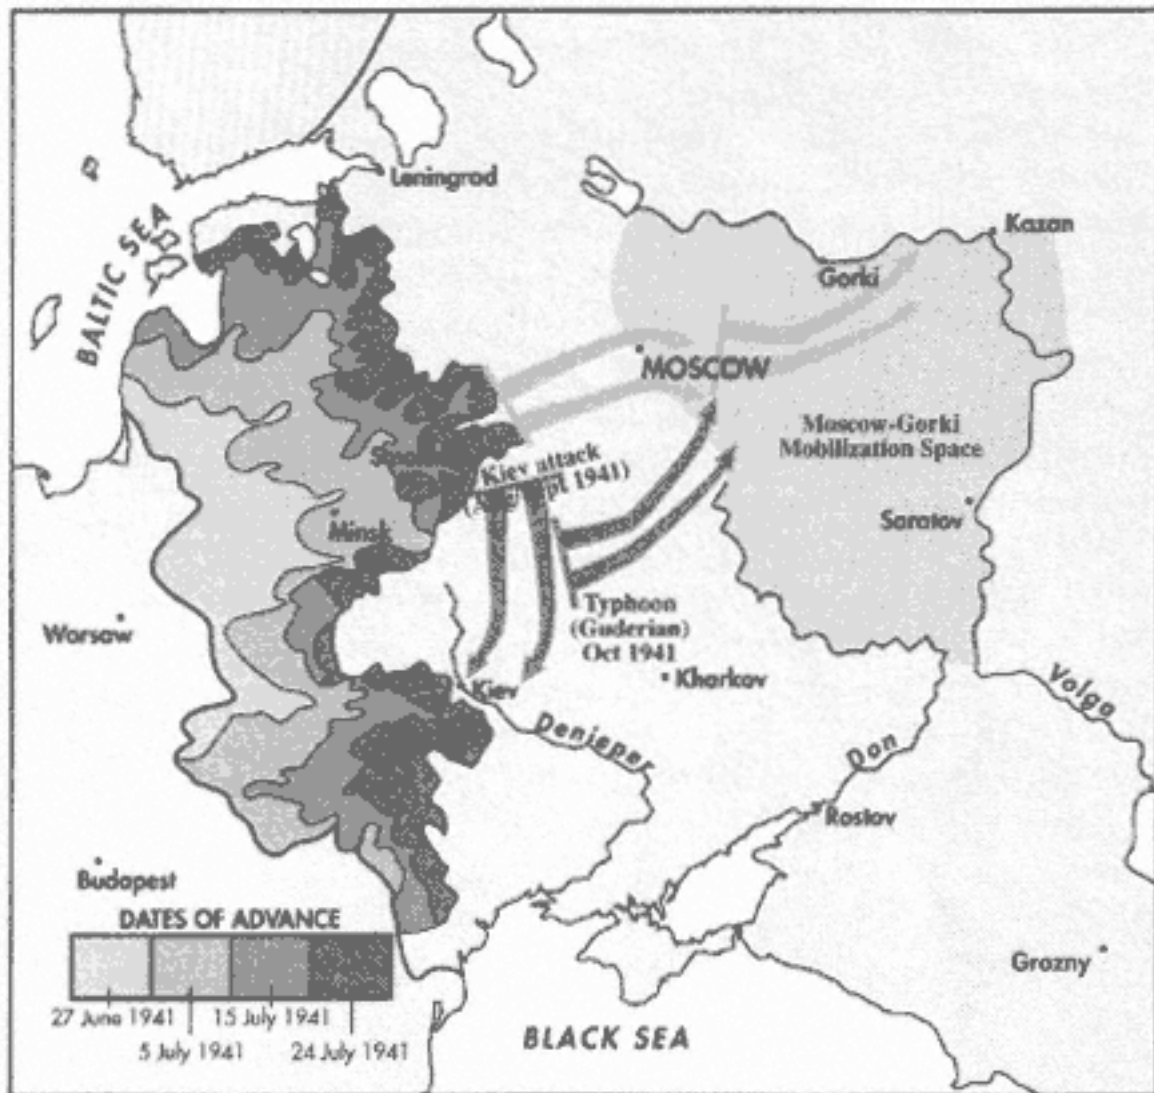 Leningrad
BALTIC SEA
Kazan
Gorki
MOSCOW
Moscow-Gorki
Mobilization Space
Kiev attack
1941)
Minsk
Saratov
Warsaw
Typhoon
(Guderian)
Oct 1941
Kharkov
Kiev
Denieper
Volga
Don
Rostov
Budapest
DATES OF ADVANCE
27 June 1941
15 July 1941
5 July 1941
24 July 1941
Grozny
BLACK SEA